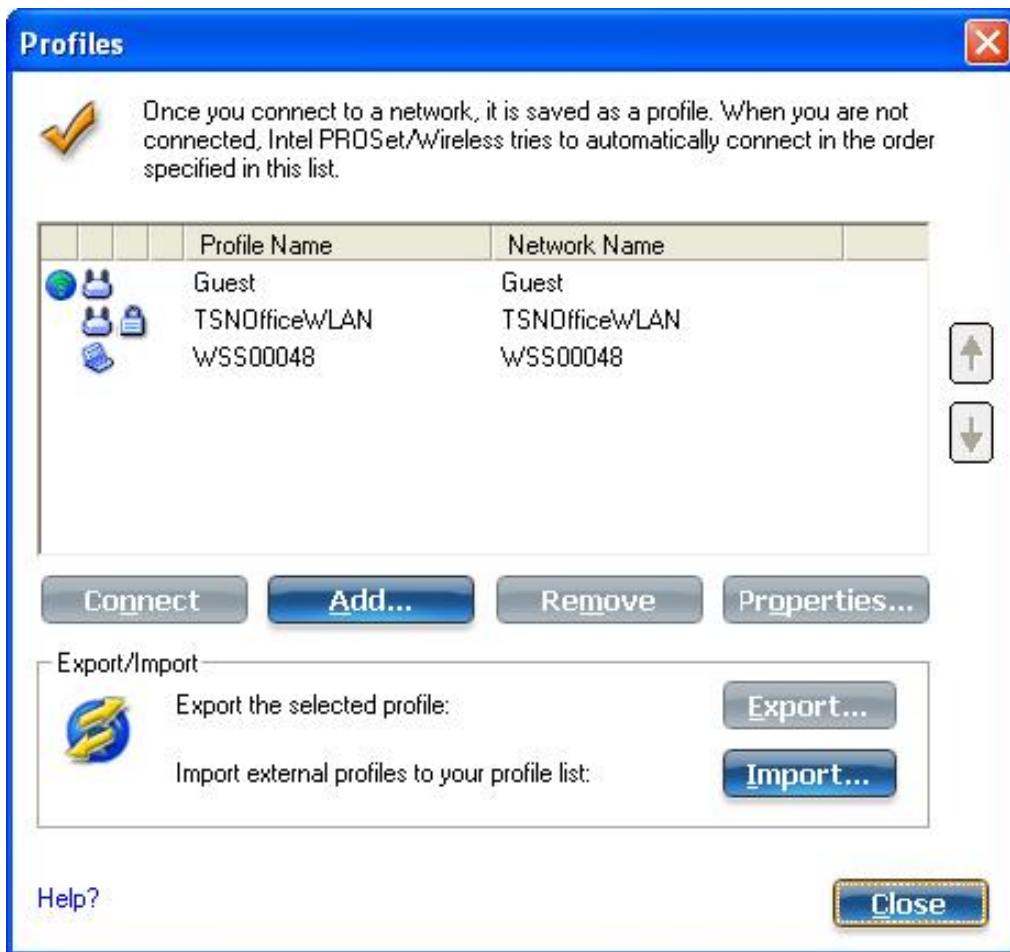 Profiles
Once you connect to a network, it is saved as a profile. When you are not
connected, Intel PROSet/Wireless tries to automatically connect in the order
specified in this list.
Profile Name Network Name
Guest Guest
TSNOfficeWLAN TSNOfficeWLAN
WSS00048 WSS00048
Connect Add... Remove Properties...
Export/Import
Export the selected profile: Export...
Import external profiles to your profile list: Import...
Help? Close